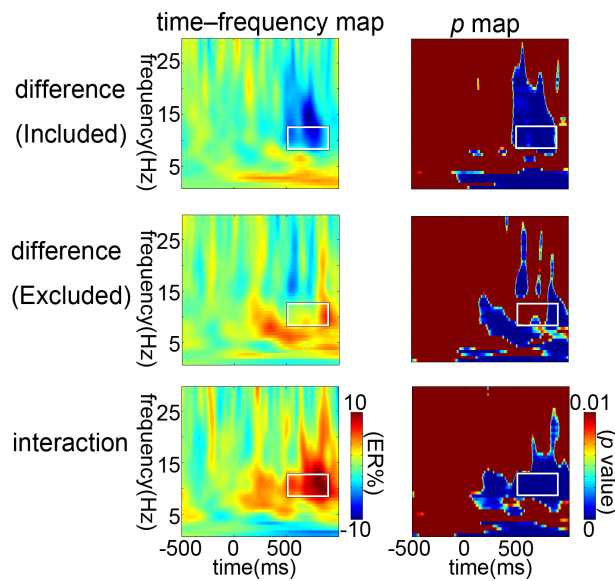 time–frequency map
p map
difference
(Included)
frequency(Hz)
25
15
5
difference
(Excluded)
frequency(Hz)
25
15
5
interaction
frequency(Hz)
25
15
5
10
(ER%)
-10
0.01
(p value)
0
-500 0 500
time(ms)
-500 0 500
time(ms)